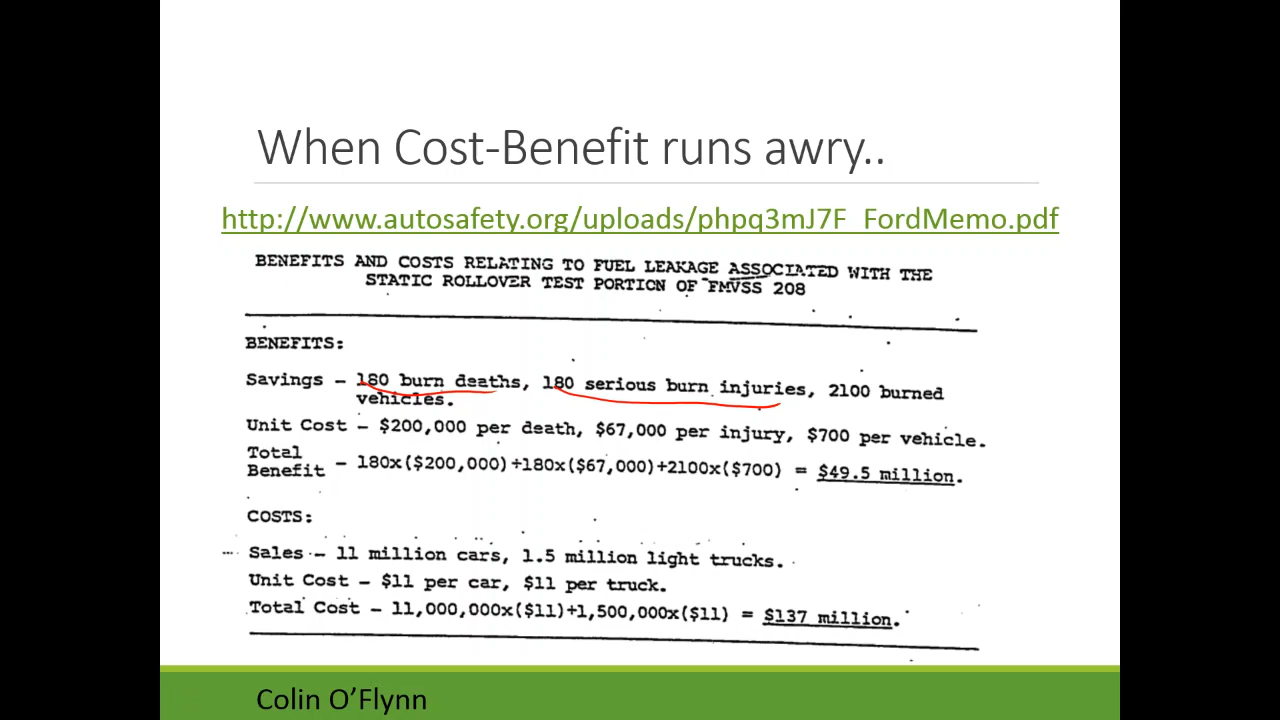 When Cost-Benefit runs awry..
http://www.autosafety.org/uploads/phpq3mJ7F_FordMemo.pdf
BENEFITS AND COSTS RELATING TO FUEL LEAKAGE ASSOCIATED WITH THE
STATIC ROLLOVER TEST PORTION OF FMVSS 208
BENEFITS:
Savings - 180 burn deaths, 180 serious burn injuries, 2100 burned
vehicles.
Unit Cost - $200,000 per death, $67,000 per injury, $700 per vehicle.
Total
Benefit - 180x($200,000)+180x($67,000)+2100x($700) = $49.5 million.
COSTS:
Sales - 11 million cars, 1.5 million light trucks.
Unit Cost - $11 per car, $11 per truck.
Total Cost - 11,000,000x($11)+1,500,000x($11) = $137 million.
Colin O’Flynn